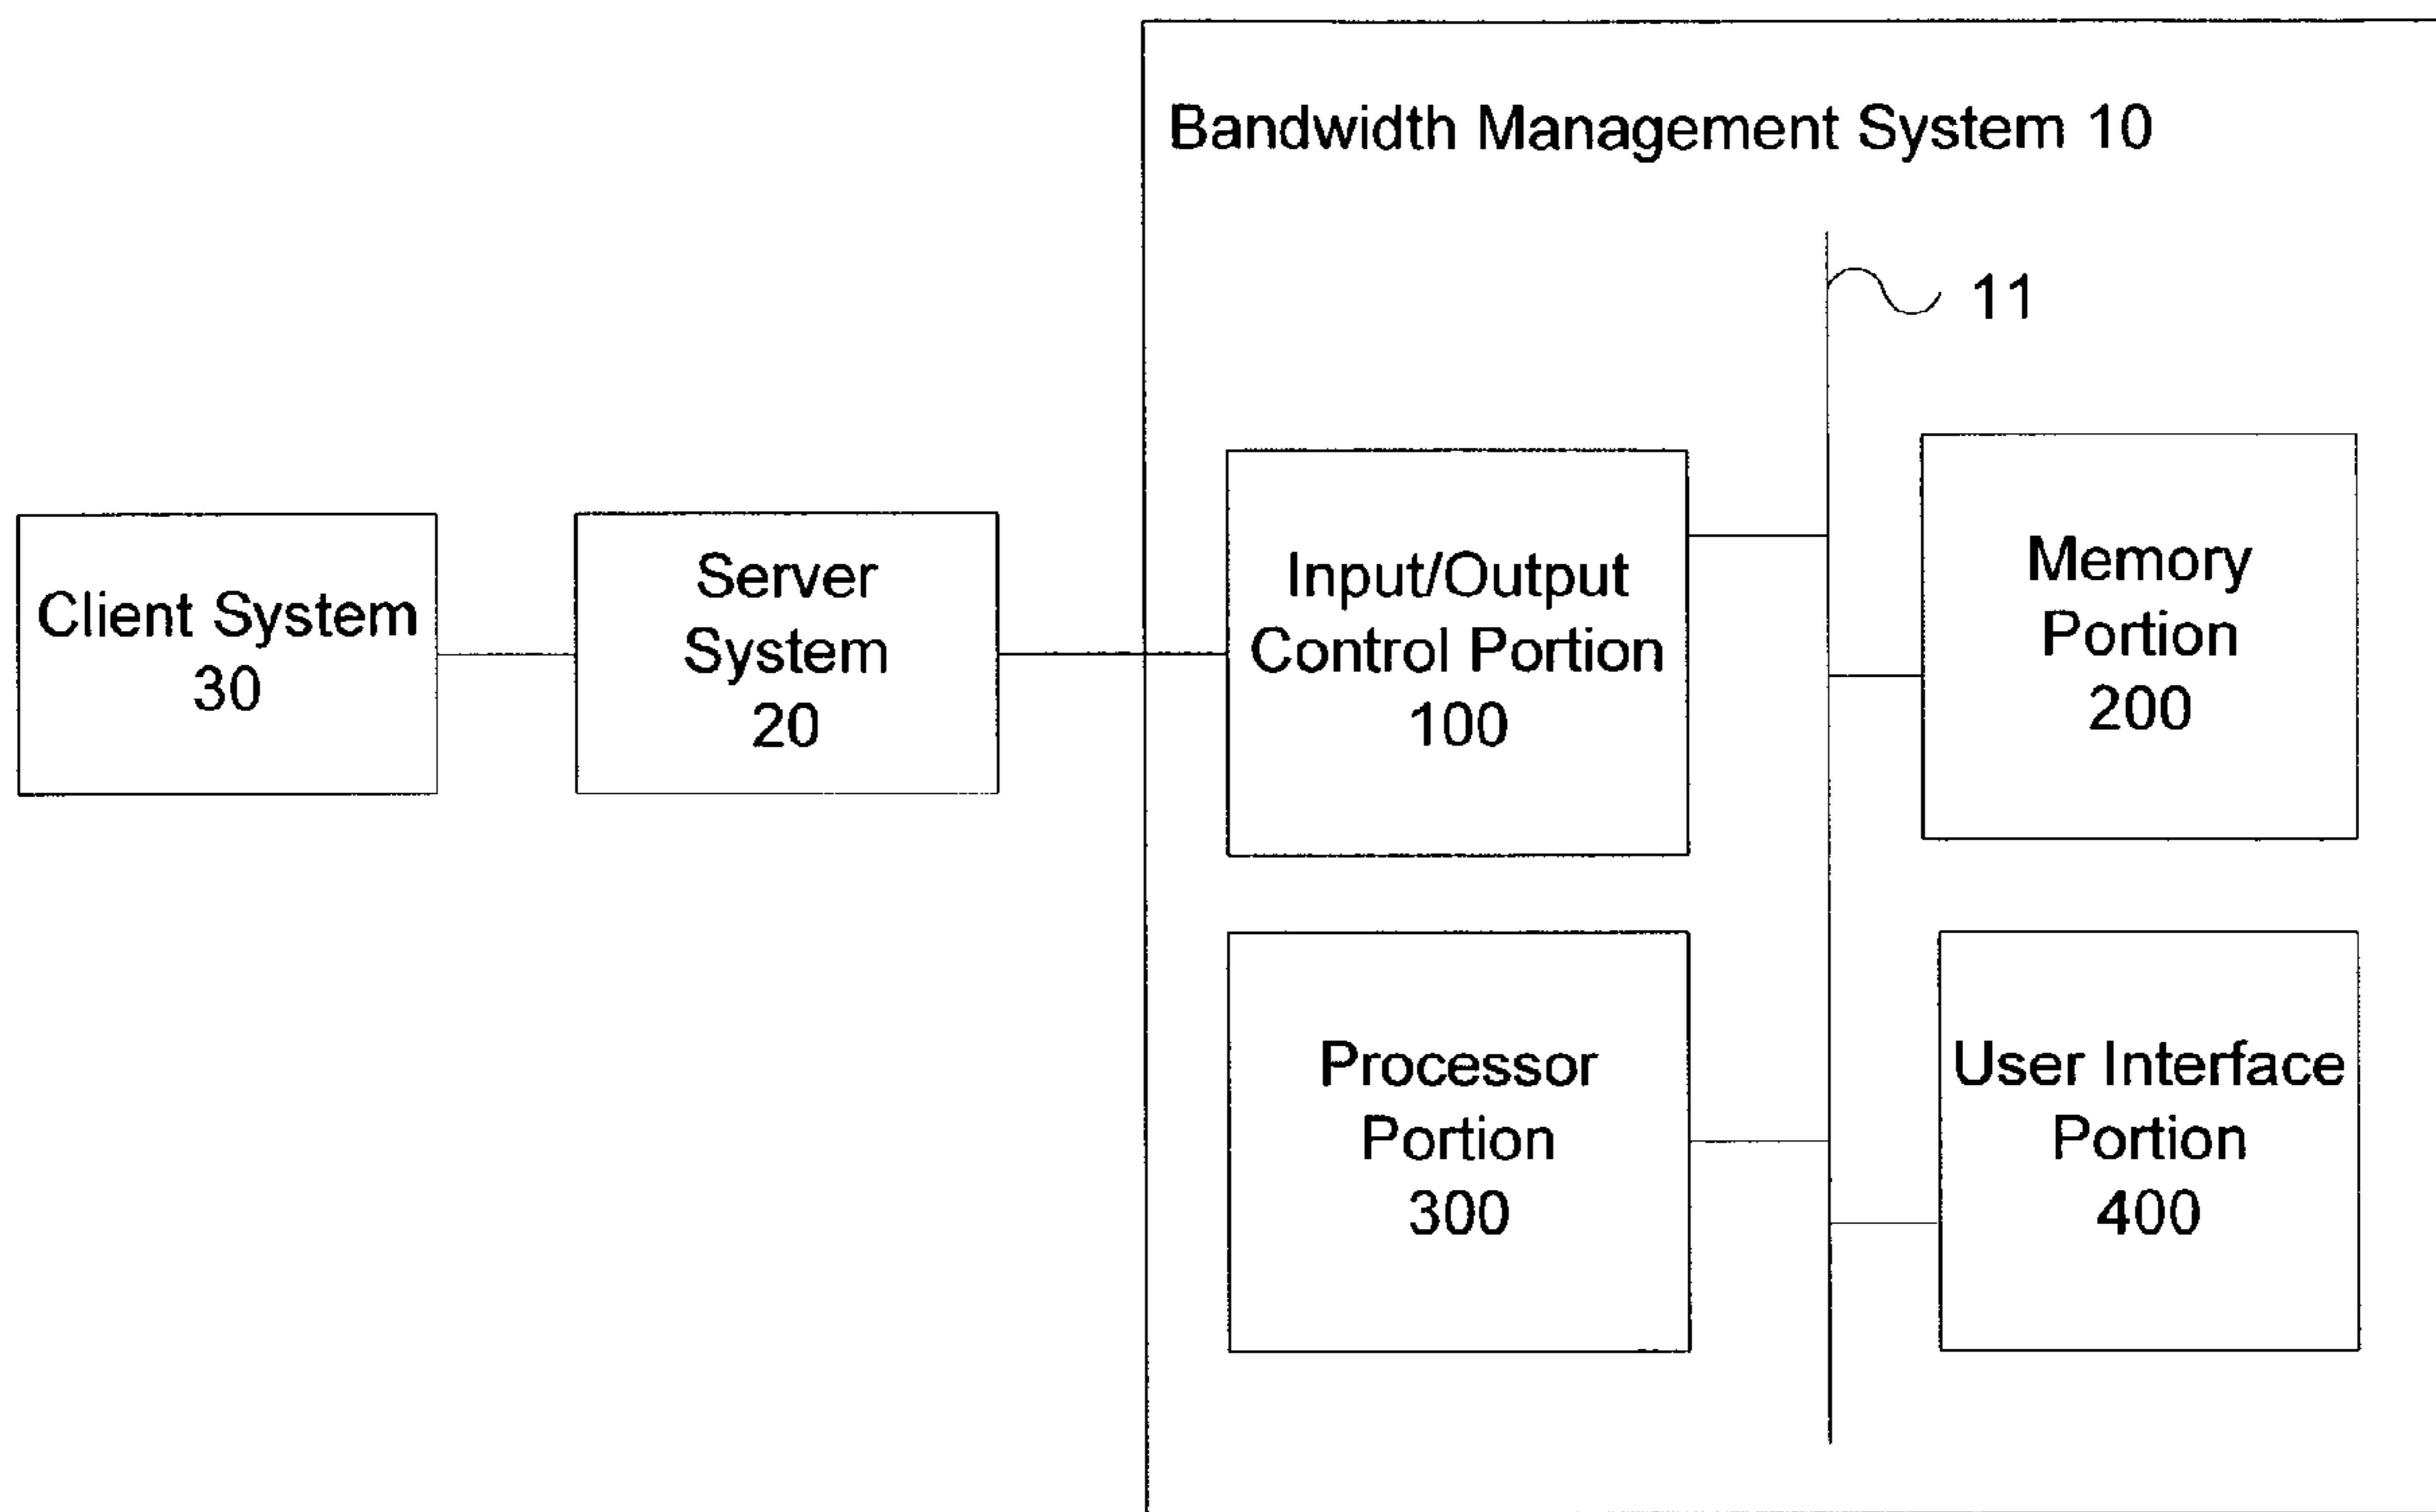 Bandwidth Management System 10
11
Client System
30
Server
System
20
Input/Output
Control Portion
100
Memory
Portion
200
Processor
Portion
300
User Interface
Portion
400